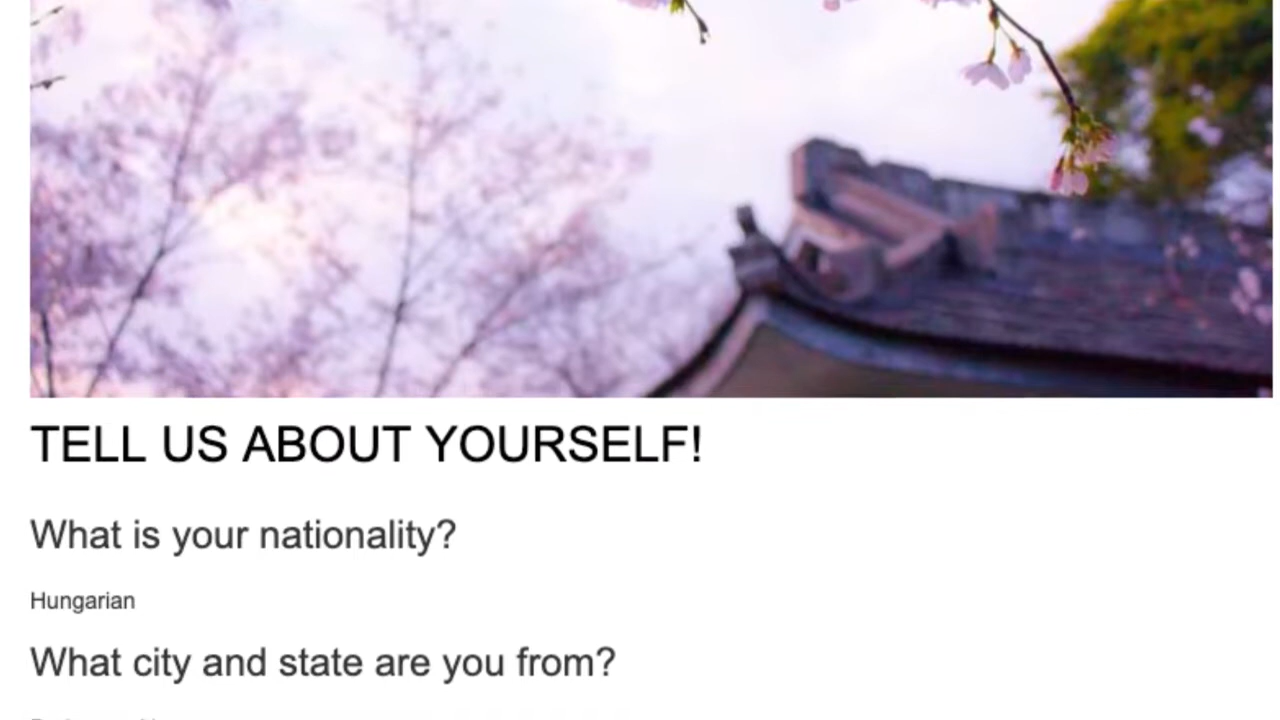 TELL US ABOUT YOURSELF!
What is your nationality?
Hungarian
What city and state are you from?